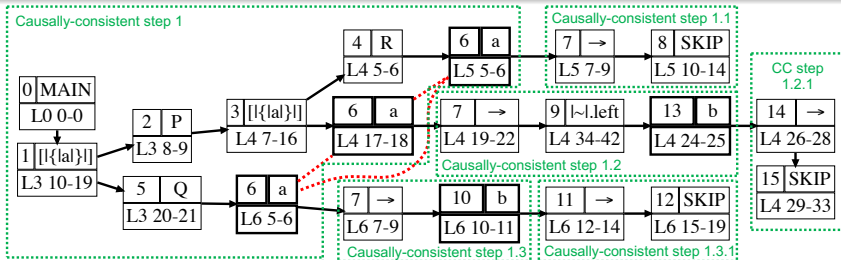 Causally-consistent step 1
Causally-consistent step 1.1
4 R
L4 5-6
6 a
L5 5-6
7 →
L5 7-9
8 SKIP
L5 10-14
CC step
1.2.1
0 MAIN
L0 0-0
2 P
L3 8-9
3 [|{|a|}|]
L4 7-16
6 a
L4 17-18
7 →
L4 19-22
9 |~|.left
L4 34-42
13 b
L4 24-25
14 →
L4 26-28
1 [|{|a|}|]
L3 10-19
Causally-consistent step 1.2
15 SKIP
L4 29-33
5 Q
L3 20-21
6 a
L6 5-6
7 →
L6 7-9
10 b
L6 10-11
11 →
L6 12-14
12 SKIP
L6 15-19
Causally-consistent step 1.3
Causally-consistent step 1.3.1